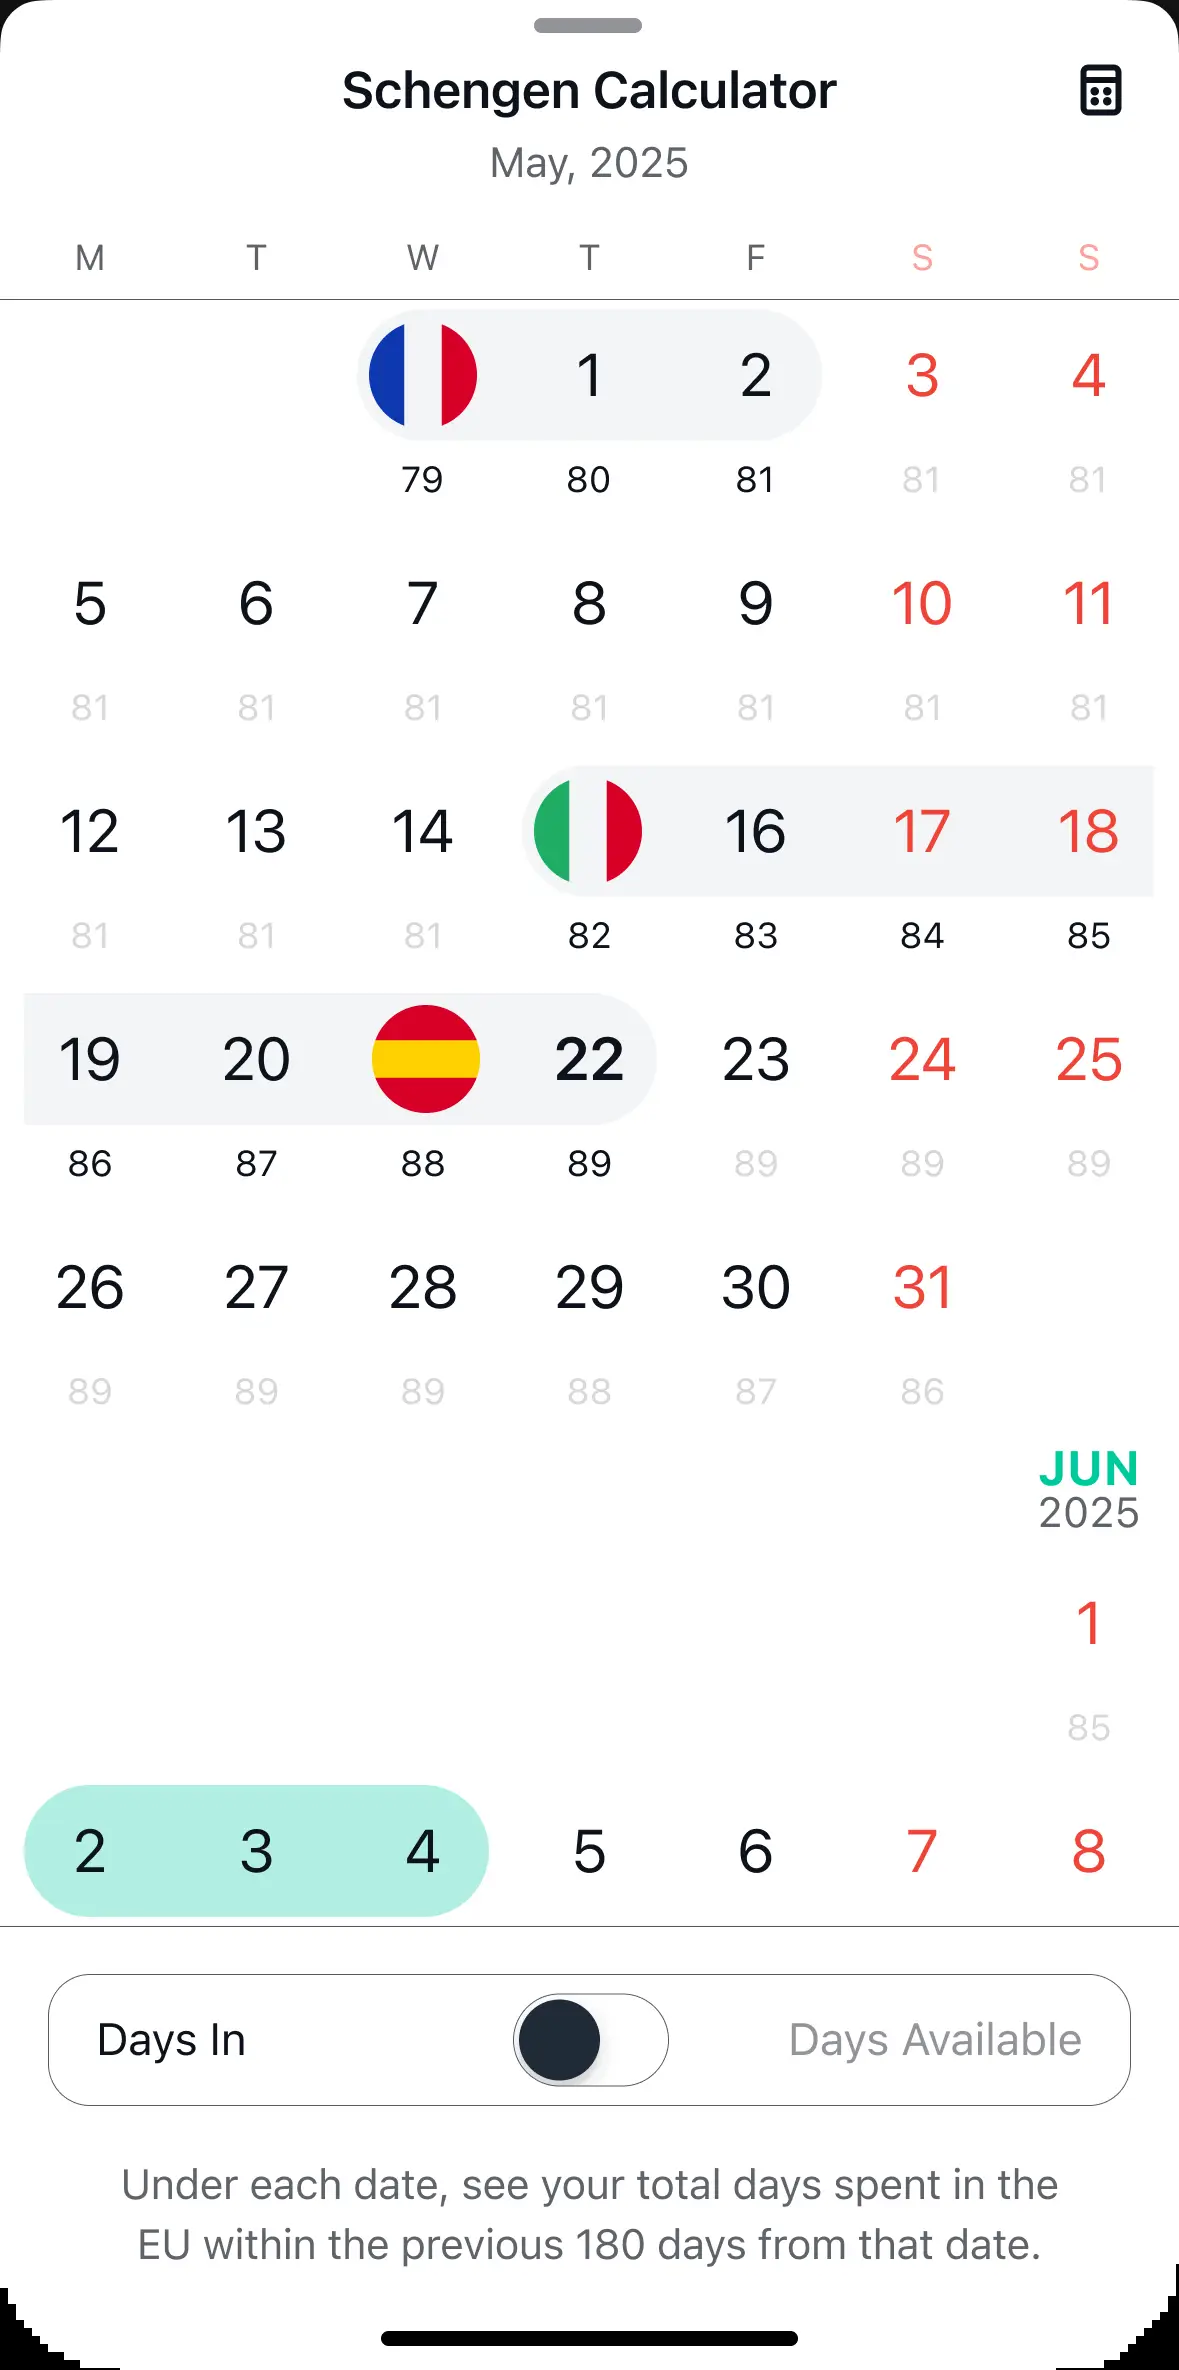 Schengen Calculator
May, 2025
M T W T F S S
1 2 3 4
79 80 81 81 81
5 6 7 8 9 10 11
81 81 81 81 81 81 81
12 13 14 16 17 18
81 81 81 82 83 84 85
19 20 22 23 24 25
86 87 88 89 89 89 89
26 27 28 29 30 31
89 89 89 88 87 86
JUN
2025
1
85
2 3 4 5 6 7 8
Days In Days Available
Under each date, see your total days spent in the
EU within the previous 180 days from that date.